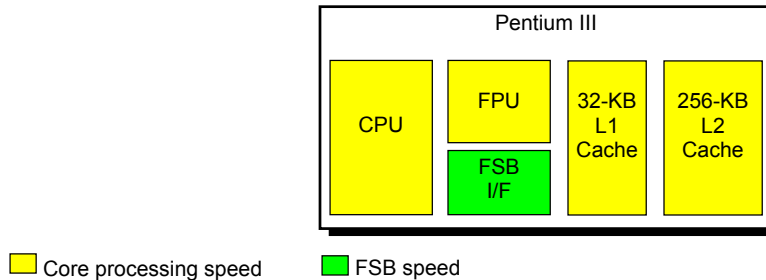 Pentium III
CPU
FPU
FSB
I/F
32-KB
L1
Cache
256-KB
L2
Cache
Core processing speed
FSB speed